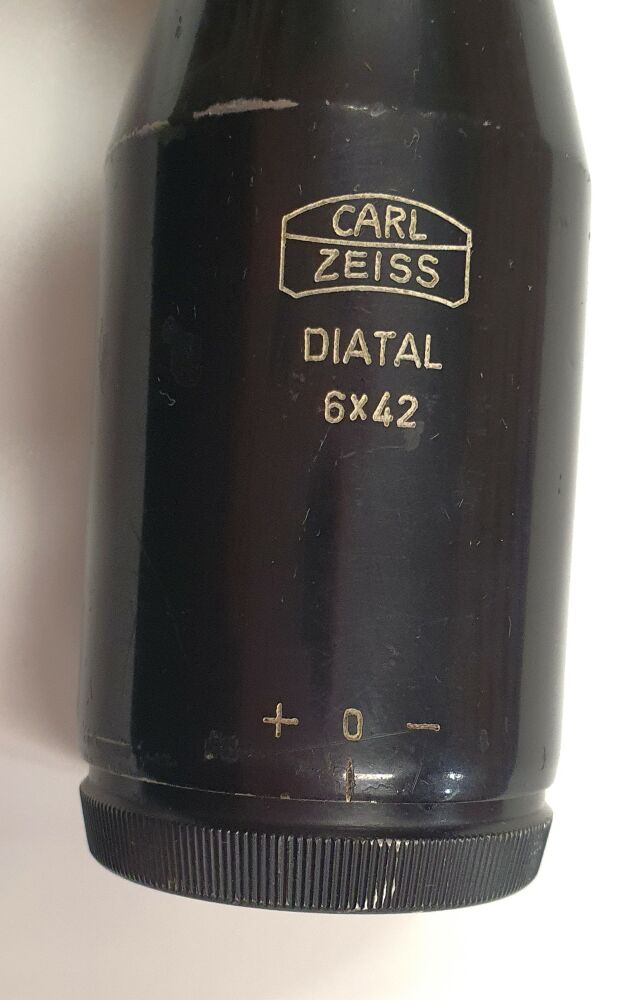 CARL
ZEISS
DIATAL
6x42
+ 0 −